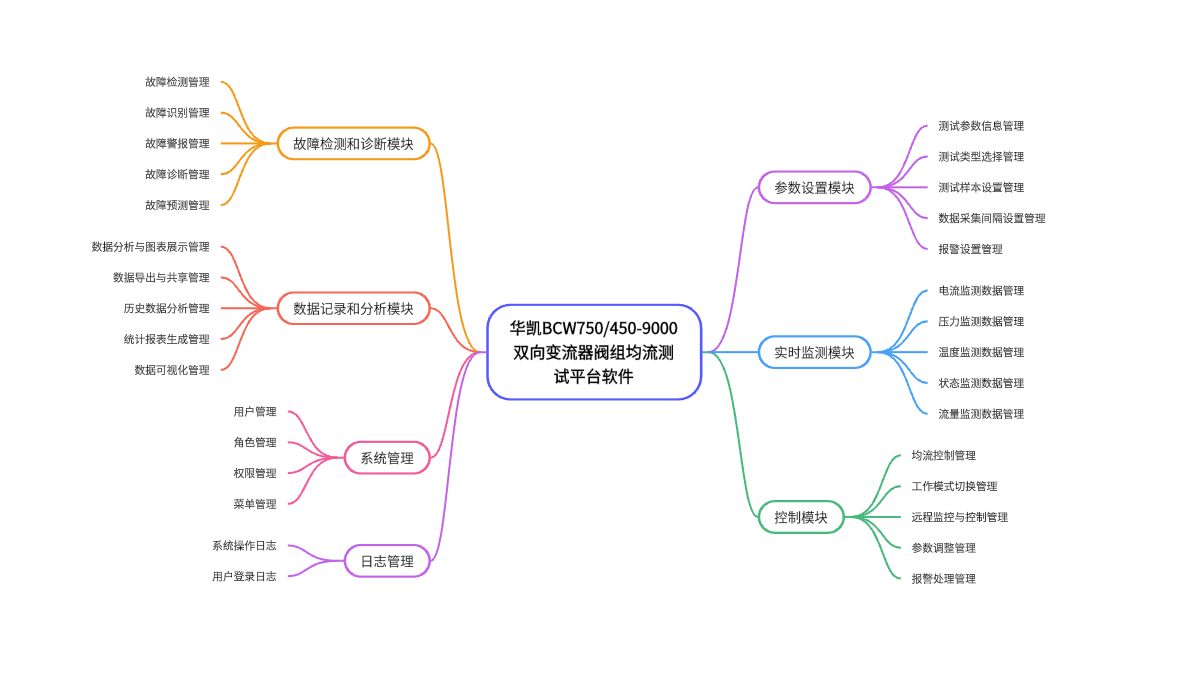 华凯BCW750/450-9000
双向变流器阀组均流测
试平台软件
故障检测和诊断模块
故障检测管理
故障识别管理
故障警报管理
故障诊断管理
故障预测管理
数据记录和分析模块
数据分析与图表展示管理
数据导出与共享管理
历史数据分析管理
统计报表生成管理
数据可视化管理
系统管理
用户管理
角色管理
权限管理
菜单管理
日志管理
系统操作日志
用户登录日志
参数设置模块
测试参数信息管理
测试类型选择管理
测试样本设置管理
数据采集间隔设置管理
报警设置管理
实时监测模块
电流监测数据管理
压力监测数据管理
温度监测数据管理
状态监测数据管理
流量监测数据管理
控制模块
均流控制管理
工作模式切换管理
远程监控与控制管理
参数调整管理
报警处理管理